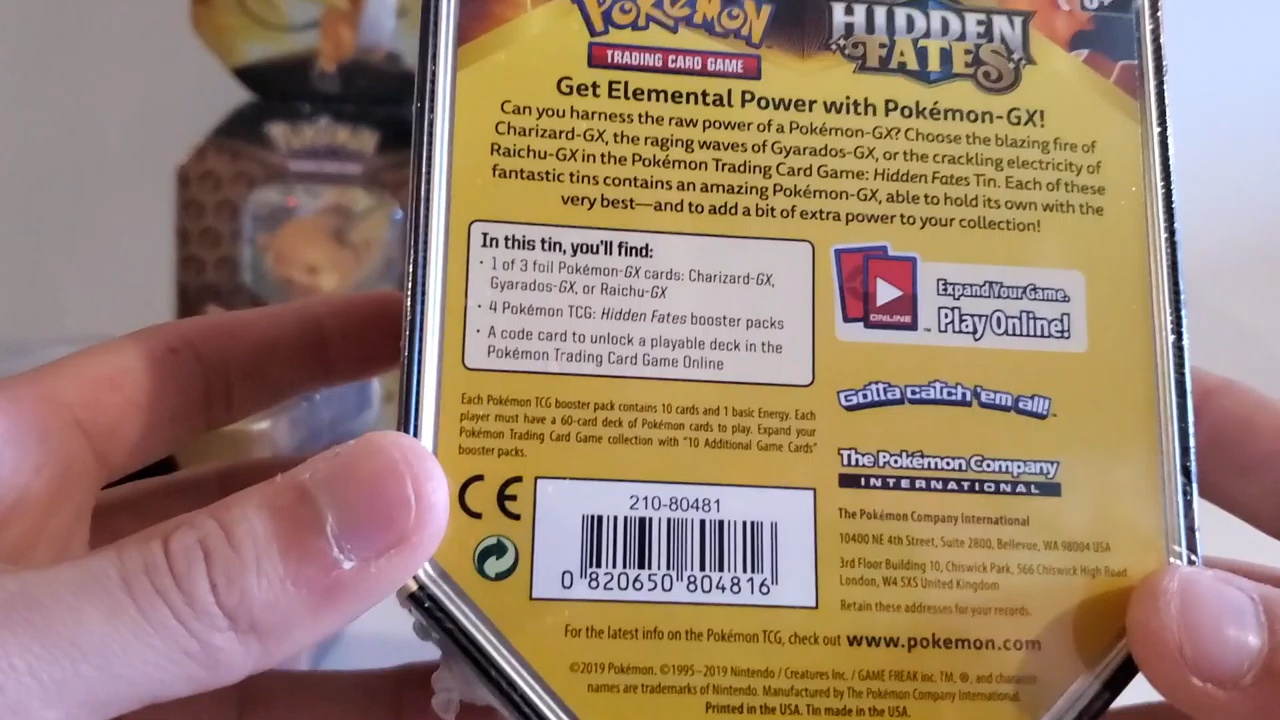 POKéMON
HIDDEN
FATES
TRADING CARD GAME
Get Elemental Power with Pokémon-GX!
Can you harness the raw power of a Pokémon-GX? Choose the blazing fire of
Charizard-GX, the raging waves of Gyarados-GX, or the crackling electricity of
Raichu-GX in the Pokémon Trading Card Game: Hidden Fates Tin. Each of these
fantastic tins contains an amazing Pokémon-GX, able to hold its own with the
very best—and to add a bit of extra power to your collection!
In this tin, you'll find:
· 1 of 3 foil Pokémon-GX cards: Charizard-GX,
Gyarados-GX, or Raichu-GX
· 4 Pokémon TCG: Hidden Fates booster packs
· A code card to unlock a playable deck in the
Pokémon Trading Card Game Online
ONLINE
Expand Your Game.
Play Online!
Each Pokémon TCG booster pack contains 10 cards and 1 basic Energy. Each
player must have a 60-card deck of Pokémon cards to play. Expand your
Pokémon Trading Card Game collection with "10 Additional Game Cards"
booster packs.
Gotta catch 'em all!™
The Pokémon Company
INTERNATIONAL
CE
210-80481
0 820650 804816
The Pokémon Company International
10400 NE 4th Street, Suite 2800, Bellevue, WA 98004 USA
3rd Floor Building 10, Chiswick Park, 566 Chiswick High Road
London, W4 5XS United Kingdom
Retain these addresses for your records.
For the latest info on the Pokémon TCG, check out www.pokemon.com
©2019 Pokémon. ©1995–2019 Nintendo / Creatures Inc. / GAME FREAK inc. TM, ®, and character
names are trademarks of Nintendo. Manufactured by The Pokémon Company International.
Printed in the USA. Tin made in the USA.
POKéMON